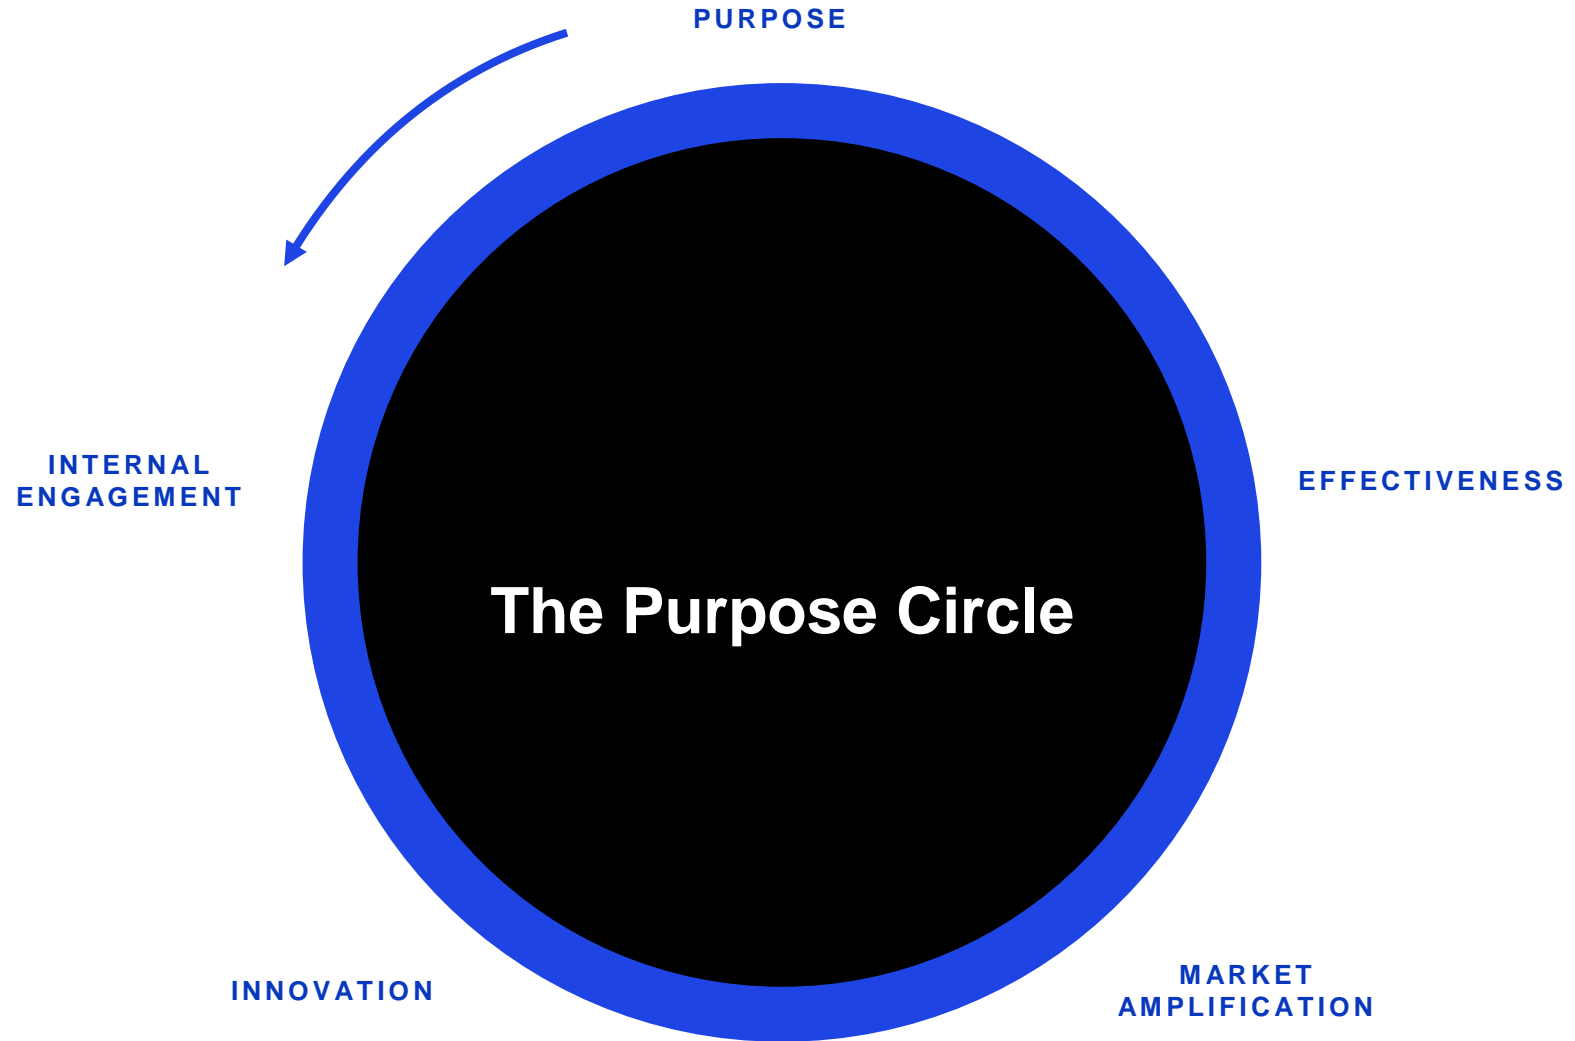 PURPOSE
INTERNAL
ENGAGEMENT
EFFECTIVENESS
The Purpose Circle
INNOVATION
MARKET
AMPLIFICATION